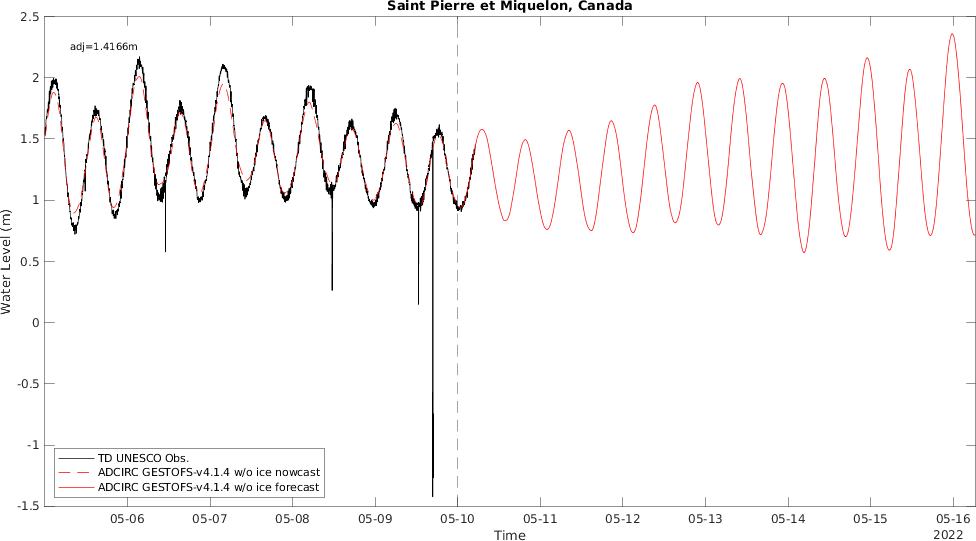 Saint Pierre et Miquelon, Canada
adj=1.4166m
2.5
2
1.5
1
0.5
0
-0.5
-1
-1.5
Water Level (m)
TD UNESCO Obs.
ADCIRC GESTOFS-v4.1.4 w/o ice nowcast
ADCIRC GESTOFS-v4.1.4 w/o ice forecast
05-06 05-07 05-08 05-09 05-10 05-11 05-12 05-13 05-14 05-15 05-16
Time
2022